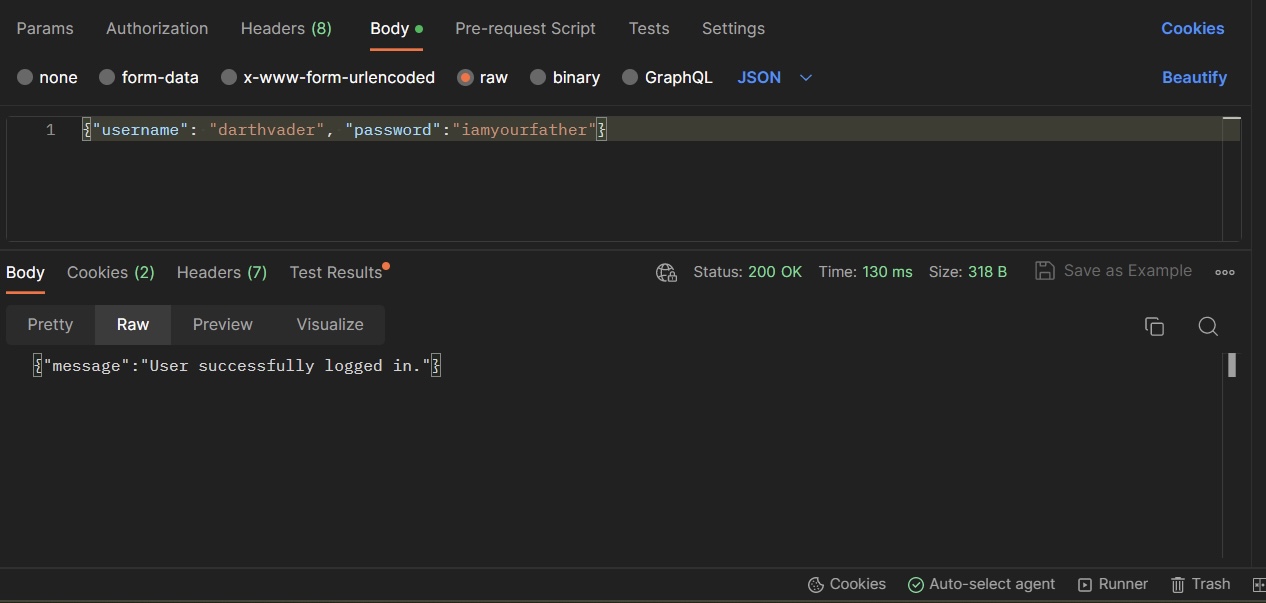 Params Authorization Headers (8) Body Pre-request Script Tests Settings Cookies
none form-data x-www-form-urlencoded raw binary GraphQL JSON Beautify
1 {"username": "darthvader", "password":"iamyourfather"}
Body Cookies (2) Headers (7) Test Results Status: 200 OK Time: 130 ms Size: 318 B Save as Example
Pretty Raw Preview Visualize
{"message":"User successfully logged in."}
Cookies Auto-select agent Runner Trash